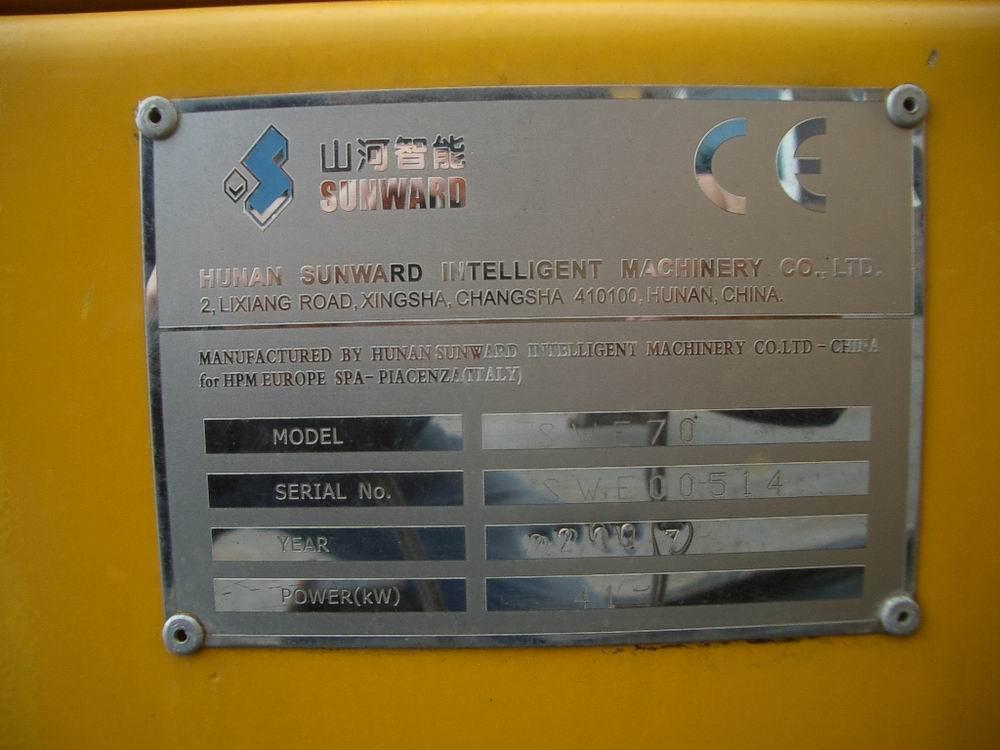 山河智能
SUNWARD
CE
HUNAN SUNWARD INTELLIGENT MACHINERY CO.,LTD.
2, LIXIANG ROAD, XINGSHA, CHANGSHA 410100, HUNAN, CHINA.
MANUFACTURED BY HUNAN SUNWARD INTELLIGENT MACHINERY CO.LTD - CHINA
for HPM EUROPE SPA- PIACENZA (ITALY)
MODEL SWE70
SERIAL No. SWE00514
YEAR 2007
POWER(kW)